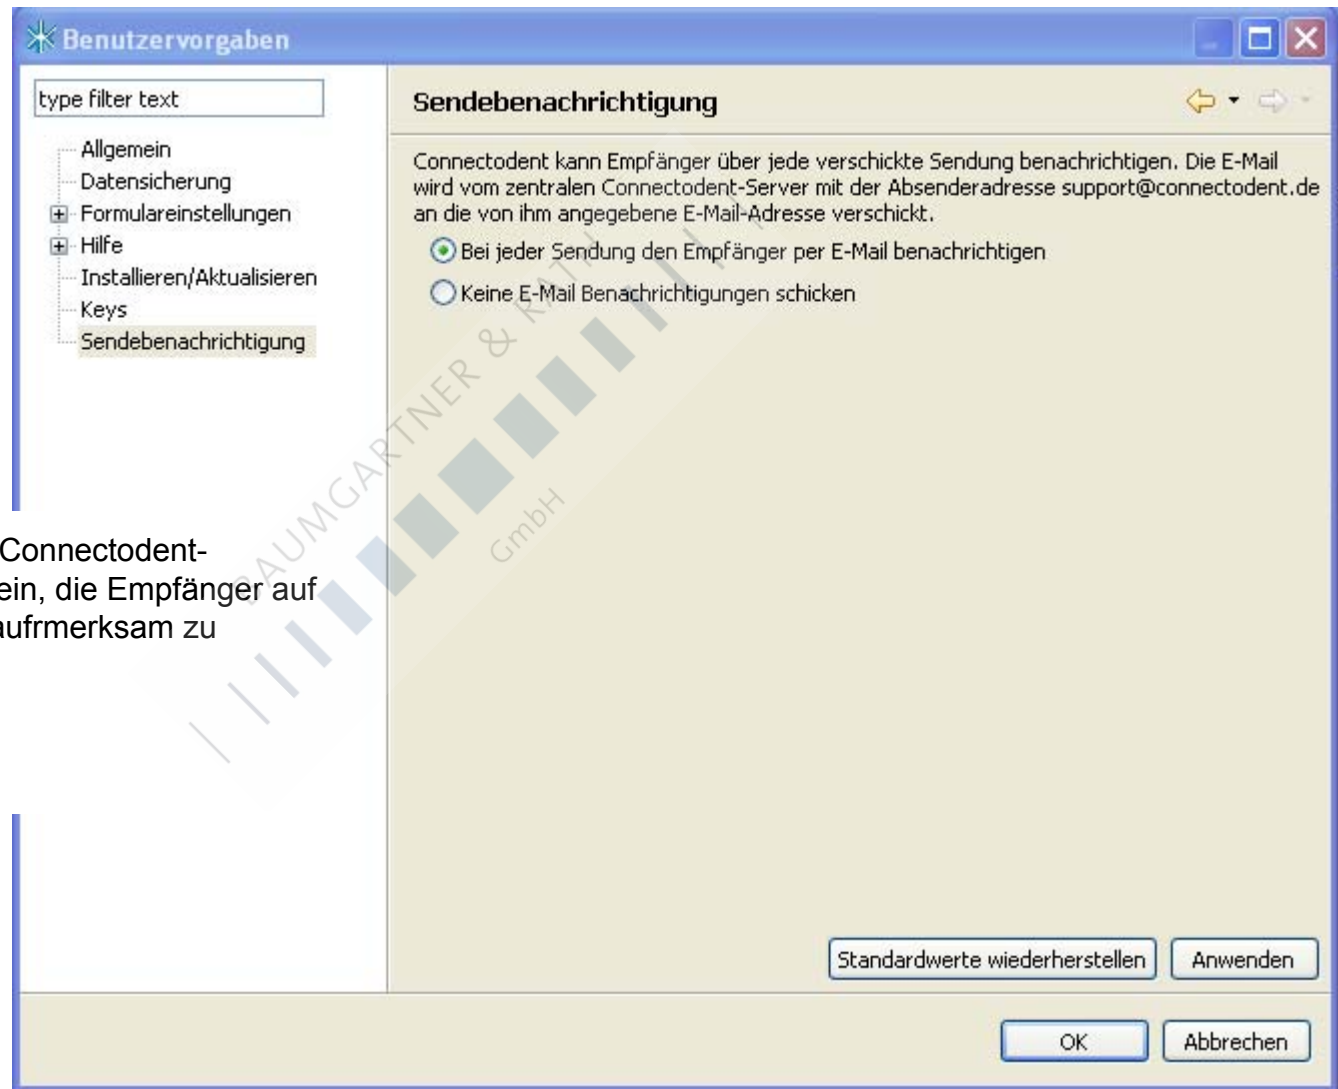 Benutzervorgaben
type filter text
Allgemein
Datensicherung
Formulareinstellungen
Hilfe
Installieren/Aktualisieren
Keys
Sendebenachrichtigung
Sendebenachrichtigung
Connectodent kann Empfänger über jede verschickte Sendung benachrichtigen. Die E-Mail
wird vom zentralen Connectodent-Server mit der Absenderadresse support@connectodent.de
an die von ihm angegebene E-Mail-Adresse verschickt.
Bei jeder Sendung den Empfänger per E-Mail benachrichtigen
Keine E-Mail Benachrichtigungen schicken
Connectodent-
ein, die Empfänger auf
aufrmerksam zu
BAUMGARTNER & RATH
GmbH
Standardwerte wiederherstellen
Anwenden
OK
Abbrechen